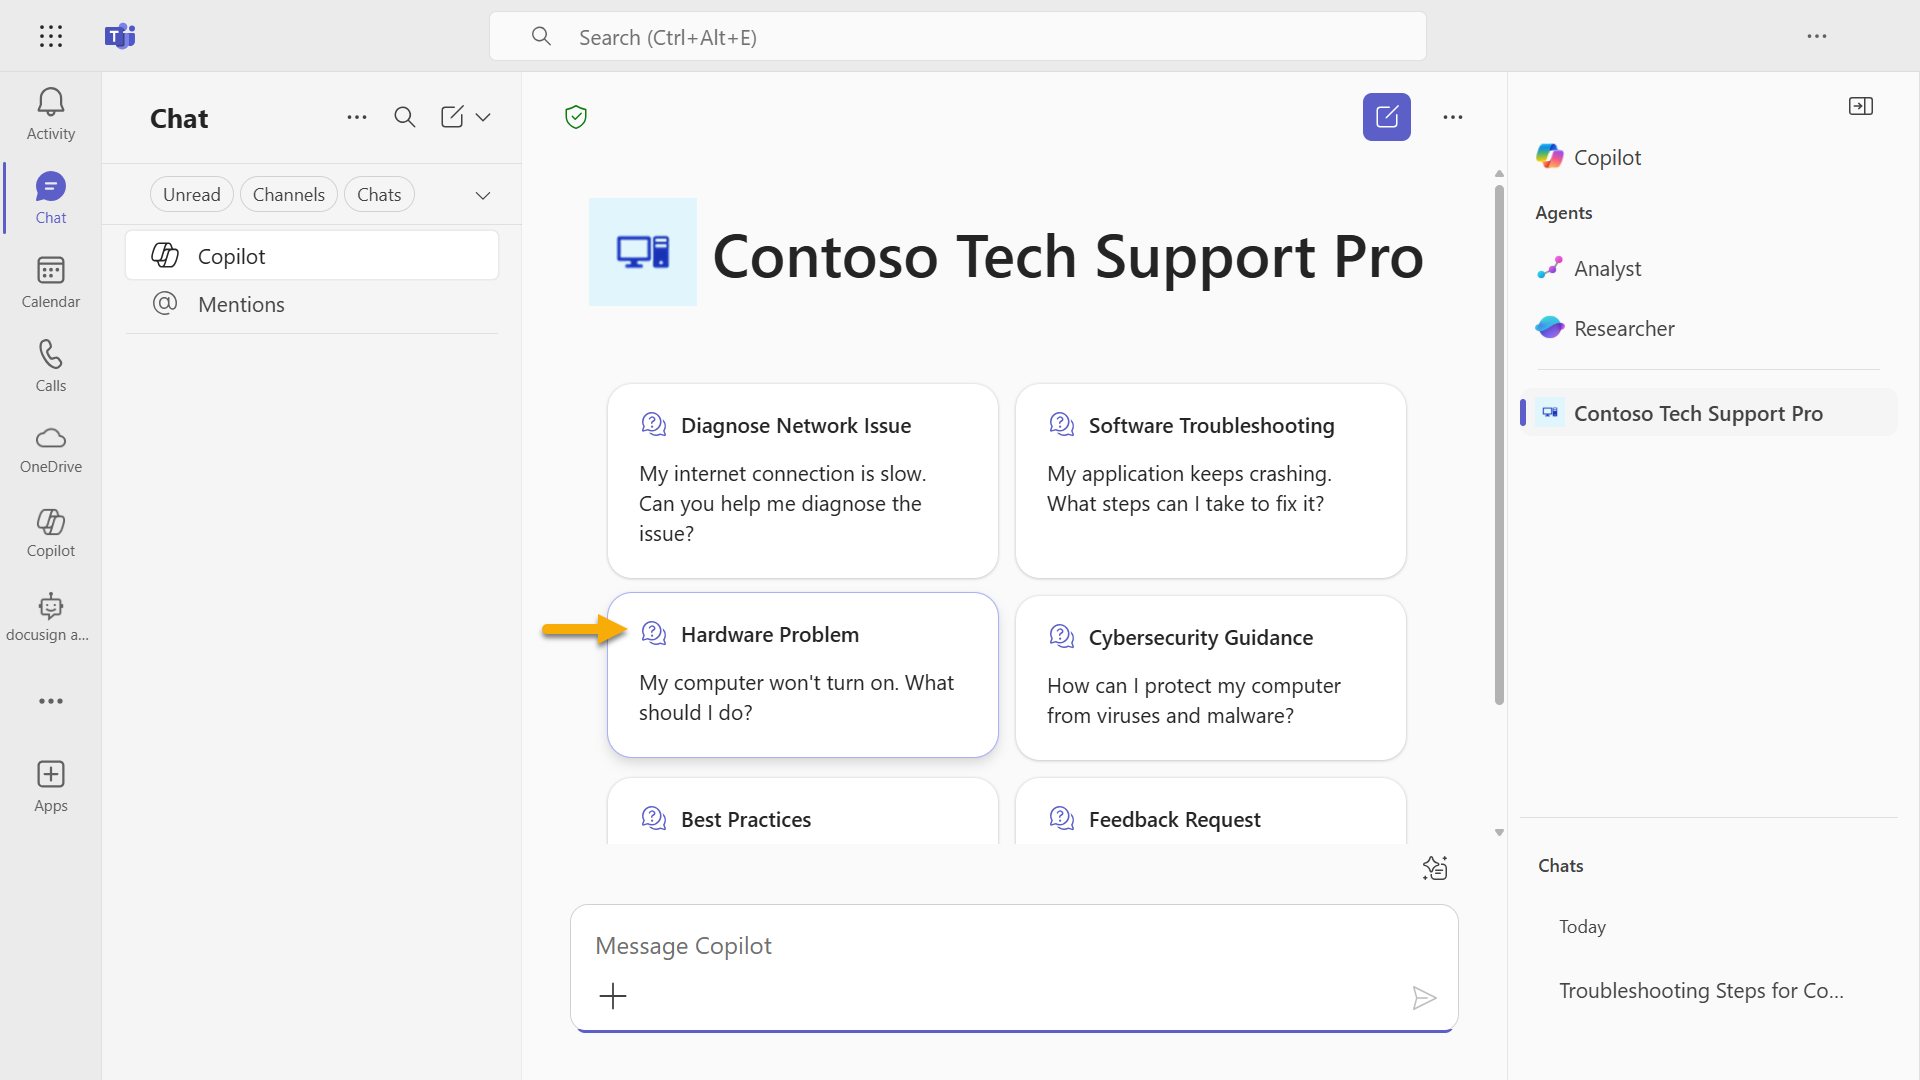 Search (Ctrl+Alt+E)
Activity
Chat
Calendar
Calls
OneDrive
Copilot
docusign a...
Apps
Chat
Unread
Channels
Chats
Copilot
Mentions
Contoso Tech Support Pro
Diagnose Network Issue
My internet connection is slow.
Can you help me diagnose the
issue?
Software Troubleshooting
My application keeps crashing.
What steps can I take to fix it?
Hardware Problem
My computer won't turn on. What
should I do?
Cybersecurity Guidance
How can I protect my computer
from viruses and malware?
Best Practices
Feedback Request
Message Copilot
Copilot
Agents
Analyst
Researcher
Contoso Tech Support Pro
Chats
Today
Troubleshooting Steps for Co...